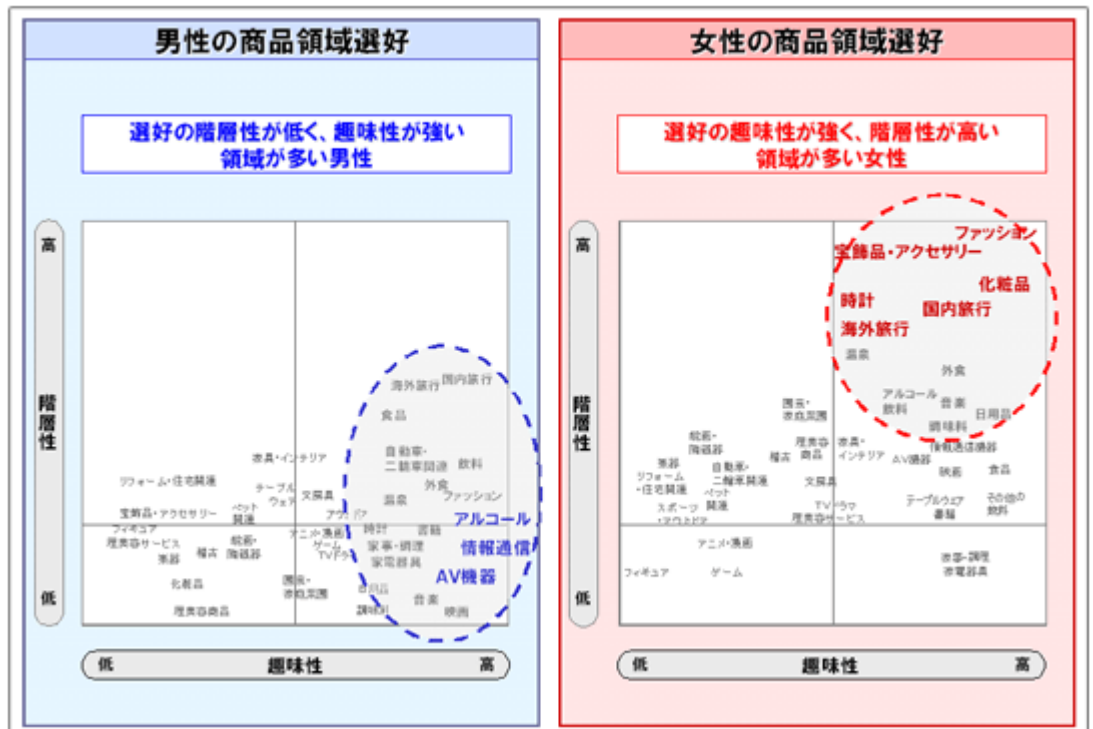 男性の商品領域選好
選好の階層性が低く、趣味性が強い
領域が多い男性
高
階層性
低
海外旅行
国内旅行
食品
自動車・
二輪車関連
飲料
外食
温泉
ファッション
アルコール
時計
書籍
家事・調理
家電器具
情報通信
AV機器
日用品
音楽
調味料
映画
家具・インテリア
リフォーム・住宅関連
テーブル
ウェア
文房具
宝飾品・アクセサリー
ペット
関連
アウトドア
フィギュア
理美容サービス
茶器
稽古
絵画・
陶磁器
アニメ・漫画
ゲーム
TVドラマ
化粧品
園芸・
家庭菜園
理美容商品
低
趣味性
高
女性の商品領域選好
選好の趣味性が強く、階層性が高い
領域が多い女性
高
階層性
低
ファッション
宝飾品・アクセサリー
化粧品
時計
国内旅行
海外旅行
温泉
外食
アルコール
飲料
音楽
日用品
調味料
園芸・
家庭菜園
絵画・
陶磁器
理美容
商品
家具・
インテリア
情報通信機器
茶器
稽古
AV機器
リフォーム
・住宅関連
自動車・
二輪車関連
文房具
映画
食品
ペット
関連
スポーツ
・アウトドア
TVドラマ
理美容サービス
テーブルウェア
書籍
その他の
飲料
アニメ・漫画
フィギュア
ゲーム
家事・調理
家電器具
低
趣味性
高